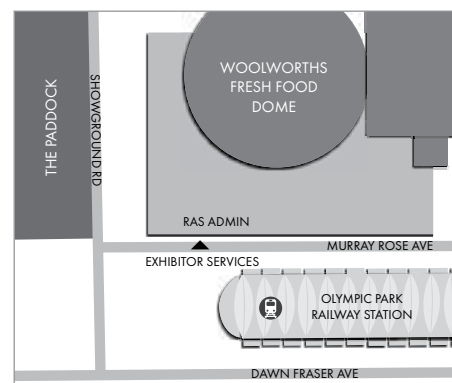 WOOLWORTHS
FRESH FOOD
DOME
THE PADDOCK
SHOWGROUND RD
RAS ADMIN
MURRAY ROSE AVE
EXHIBITOR SERVICES
OLYMPIC PARK
RAILWAY STATION
DAWN FRASER AVE